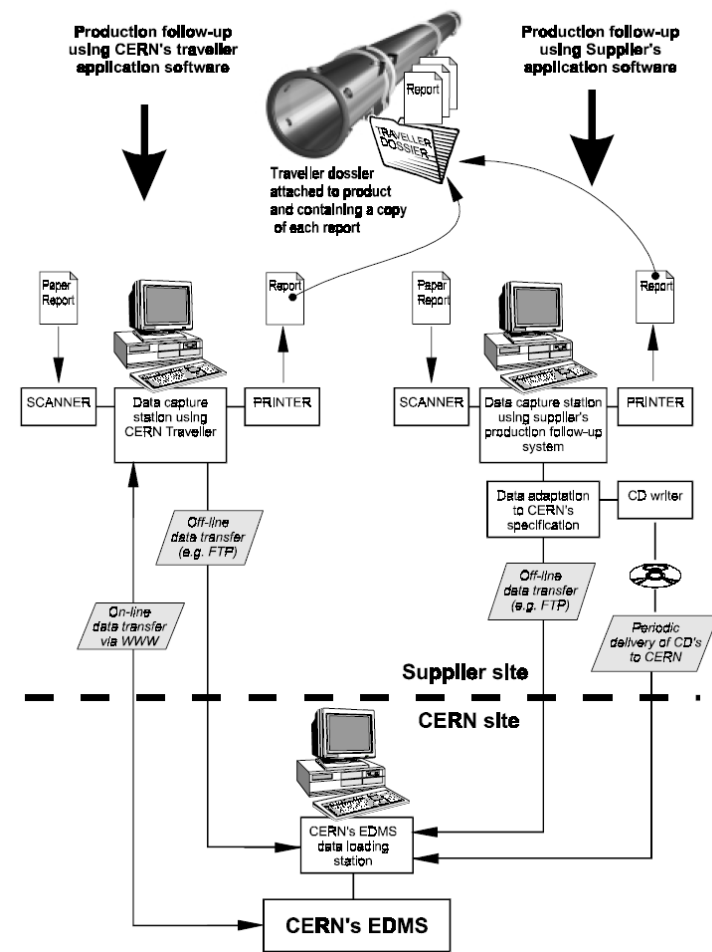 Production follow-up
using CERN's traveller
application software
Production follow-up
using Supplier's
application software
Report
TRAVELLER
DOSSIER
Traveller dossier
attached to product
and containing a copy
of each report
Paper
Report
Report
Paper
Report
Report
SCANNER
Data capture
station using
CERN Traveller
PRINTER
SCANNER
Data capture station
using supplier's
production follow-up
system
PRINTER
Data adaptation
to CERN's
specification
CD writer
Off-line
data transfer
(e.g. FTP)
Off-line
data transfer
(e.g. FTP)
On-line
data transfer
via WWW
Periodic
delivery of CD's
to CERN
Supplier site
CERN site
CERN's EDMS
data loading
station
CERN's EDMS